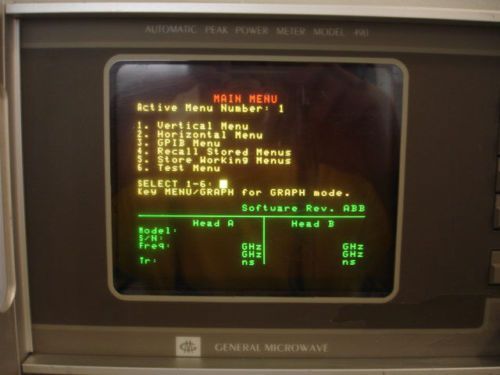 AUTOMATIC PEAK POWER METER MODEL 490
MAIN MENU
Active Menu Number: 1
1. Vertical Menu
2. Horizontal Menu
3. GPIB Menu
4. Recall Stored Menus
5. Store Working Menus
6. Test Menu
SELECT 1-6:
Key MENU/GRAPH for GRAPH mode.
Software Rev. ABB
Head A Head B
Model:
S/N:
Freq: GHz GHz
GHz GHz
Tr: ns ns
GENERAL MICROWAVE